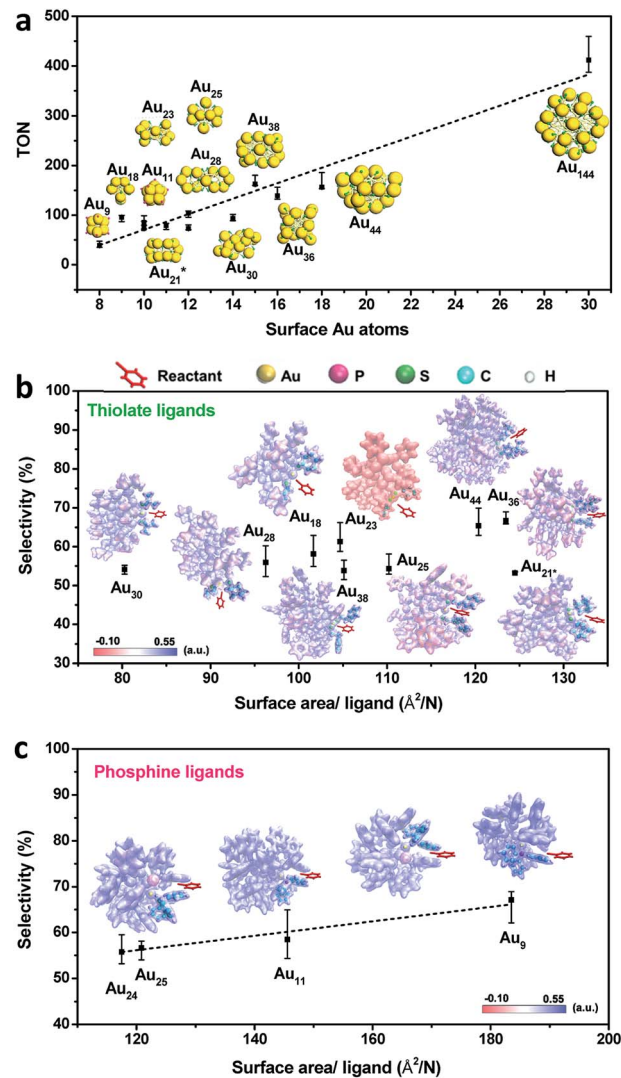 a
500
400
300
200
100
0
TON
Au25
Au23
Au38
Au18
Au11
Au28
Au9
Au144
Au44
Au21*
Au30
Au36
8 10 12 14 16 18 20 22 24 26 28 30
Surface Au atoms
Reactant Au P S C H
b
100
90
80
70
60
50
40
30
Selectivity (%)
Thiolate ligands
Au44 Au36
Au28
Au18
Au23
Au25
Au21*
Au30
Au38
-0.10 0.55 (a.u.)
80 90 100 110 120 130
Surface area/ ligand (Å²/N)
c
100
90
80
70
60
50
40
Selectivity (%)
Phosphine ligands
Au24
Au25
Au11
Au9
-0.10 0.55 (a.u.)
120 140 160 180 200
Surface area/ ligand (Å²/N)